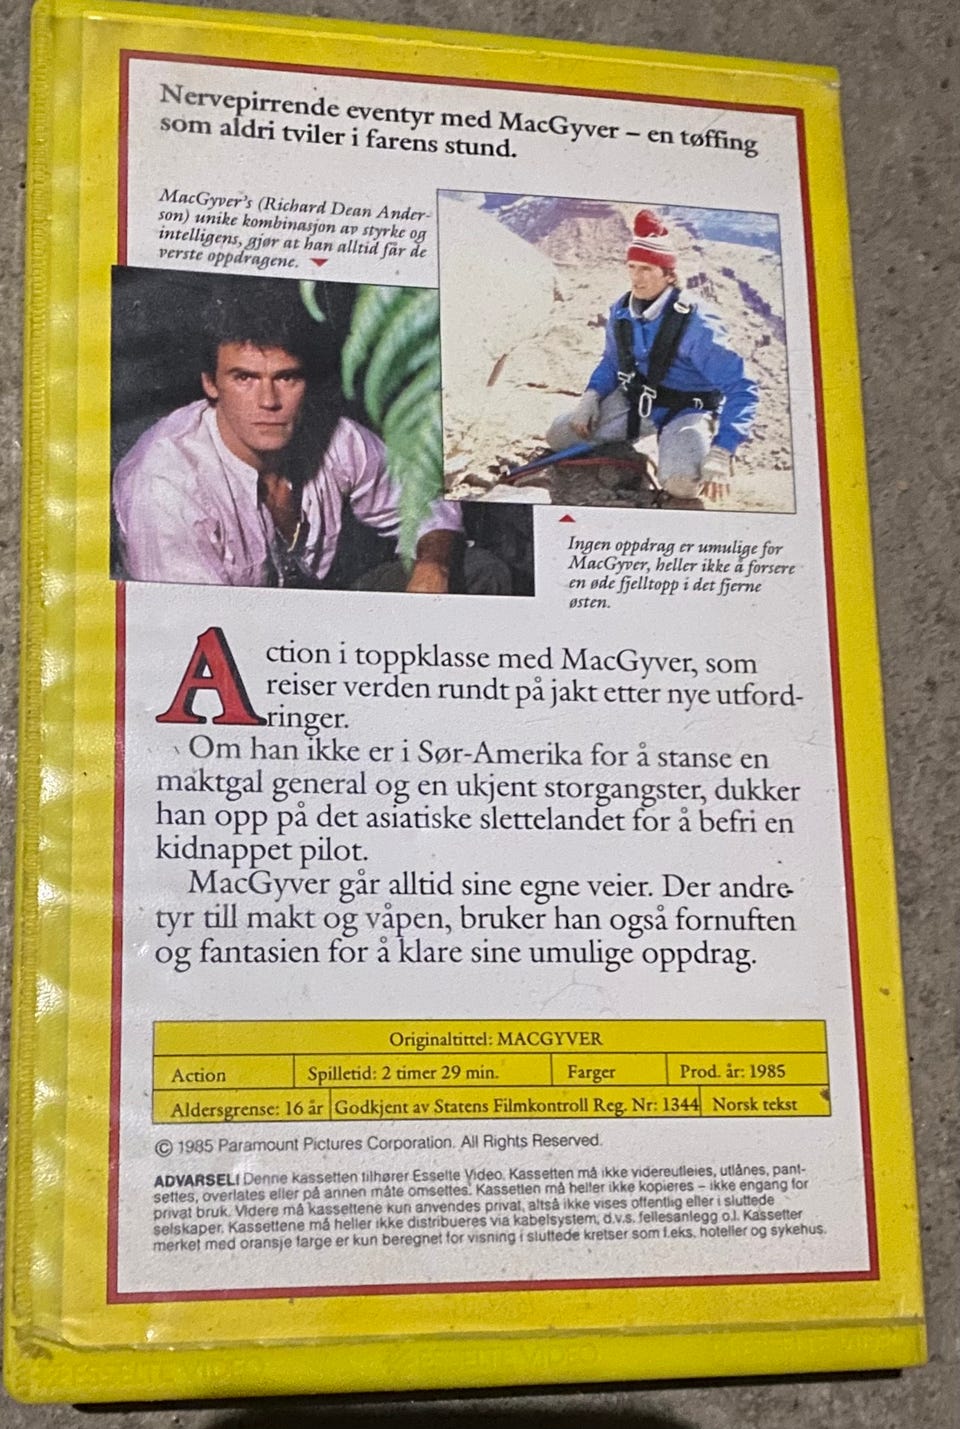 Nervepirrende eventyr med MacGyver – en tøffing
som aldri tviler i farens stund.
MacGyver's (Richard Dean Ander-
son) unike kombinasjon av styrke og
intelligens, gjør at han alltid får de
verste oppdragene.
Ingen oppdrag er umulige for
MacGyver, heller ikke å forsere
en øde fjelltopp i det fjerne
østen.
Action i toppklasse med MacGyver, som
reiser verden rundt på jakt etter nye utford-
ringer.
Om han ikke er i Sør-Amerika for å stanse en
maktgal general og en ukjent storgangster, dukker
han opp på det asiatiske slettelandet for å befri en
kidnappet pilot.
MacGyver går alltid sine egne veier. Der andre
tyr till makt og våpen, bruker han også fornuften
og fantasien for å klare sine umulige oppdrag.
Originaltittel: MACGYVER
Action Spilletid: 2 timer 29 min. Farger Prod. år: 1985
Aldersgrense: 16 år Godkjent av Statens Filmkontroll Reg. Nr: 1344 Norsk tekst
© 1985 Paramount Pictures Corporation. All Rights Reserved.
ADVARSEL! Denne kassetten tilhører Esselte Video. Kassetten må ikke videreutleies, utlånes, pant-
settes, overlates eller på annen måte omsettes. Kassetten må heller ikke kopieres – ikke engang for
privat bruk. Videre må kassettene kun anvendes privat, altså ikke vises offentlig eller i sluttede
selskaper. Kassettene må heller ikke distribueres via kabelsystem, d.v.s. fellesanlegg o.l. Kassetter
merket med oransje farge er kun beregnet for visning i sluttede kretser som f.eks. hoteller og sykehus.
ESSELTE VIDEO ESSELTE VIDEO